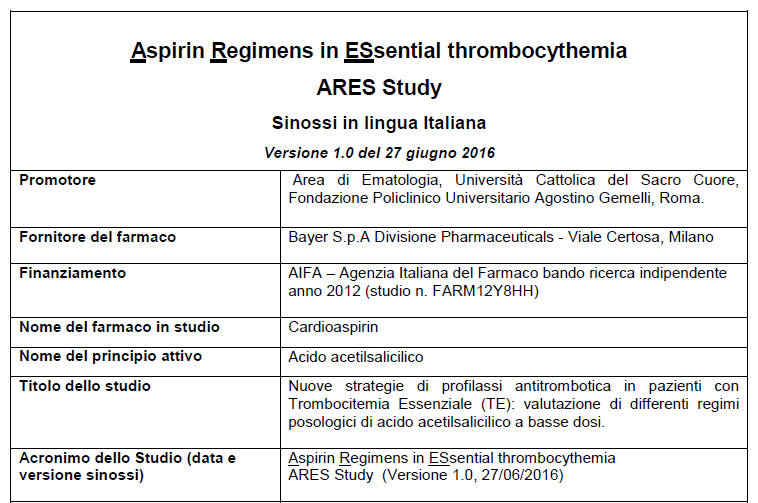 Aspirin Regimens in ESsential thrombocythemia
ARES Study
Sinossi in lingua Italiana
Versione 1.0 del 27 giugno 2016
Promotore
Area di Ematologia, Università Cattolica del Sacro Cuore,
Fondazione Policlinico Universitario Agostino Gemelli, Roma.
Fornitore del farmaco
Bayer S.p.A Divisione Pharmaceuticals - Viale Certosa, Milano
Finanziamento
AIFA – Agenzia Italiana del Farmaco bando ricerca indipendente
anno 2012 (studio n. FARM12Y8HH)
Nome del farmaco in studio
Cardioaspirin
Nome del principio attivo
Acido acetilsalicilico
Titolo dello studio
Nuove strategie di profilassi antitrombotica in pazienti con
Trombocitemia Essenziale (TE): valutazione di differenti regimi
posologici di acido acetilsalicilico a basse dosi.
Acronimo dello Studio (data e
versione sinossi)
Aspirin Regimens in ESsential thrombocythemia
ARES Study (Versione 1.0, 27/06/2016)